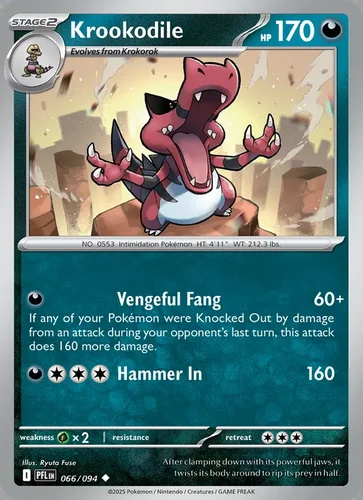 STAGE2 Krookodile HP 170
Evolves from Krokorok
NO. 0553 Intimidation Pokémon HT: 4'11" WT: 212.3 lbs.
Vengeful Fang 60+
If any of your Pokémon were Knocked Out by damage
from an attack during your opponent's last turn, this attack
does 160 more damage.
Hammer In 160
weakness ×2 resistance retreat
Illus. Ryuta Fuse
I PFL EN 066/094
After clamping down with its powerful jaws, it
twists its body around to rip its prey in half.
©2025 Pokémon / Nintendo / Creatures / GAME FREAK